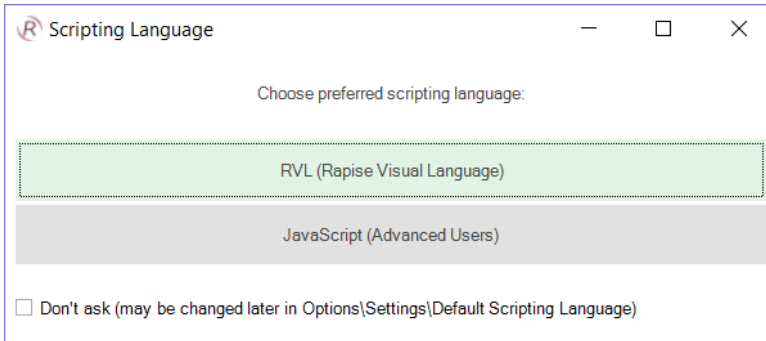 Scripting Language
Choose preferred scripting language:
RVL (Rapise Visual Language)
JavaScript (Advanced Users)
Don't ask (may be changed later in Options\Settings\Default Scripting Language)